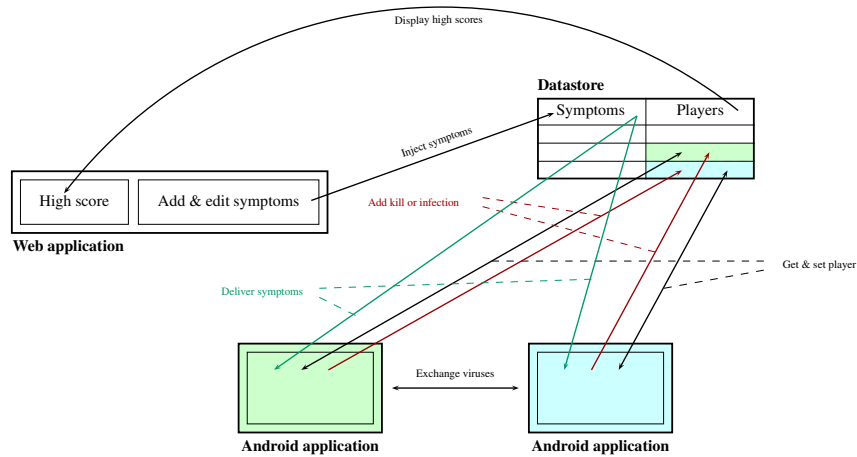 Display high scores
Datastore
Symptoms
Players
Inject symptoms
High score
Add & edit symptoms
Add kill or infection
Web application
Get & set player
Deliver symptoms
Exchange viruses
Android application
Android application